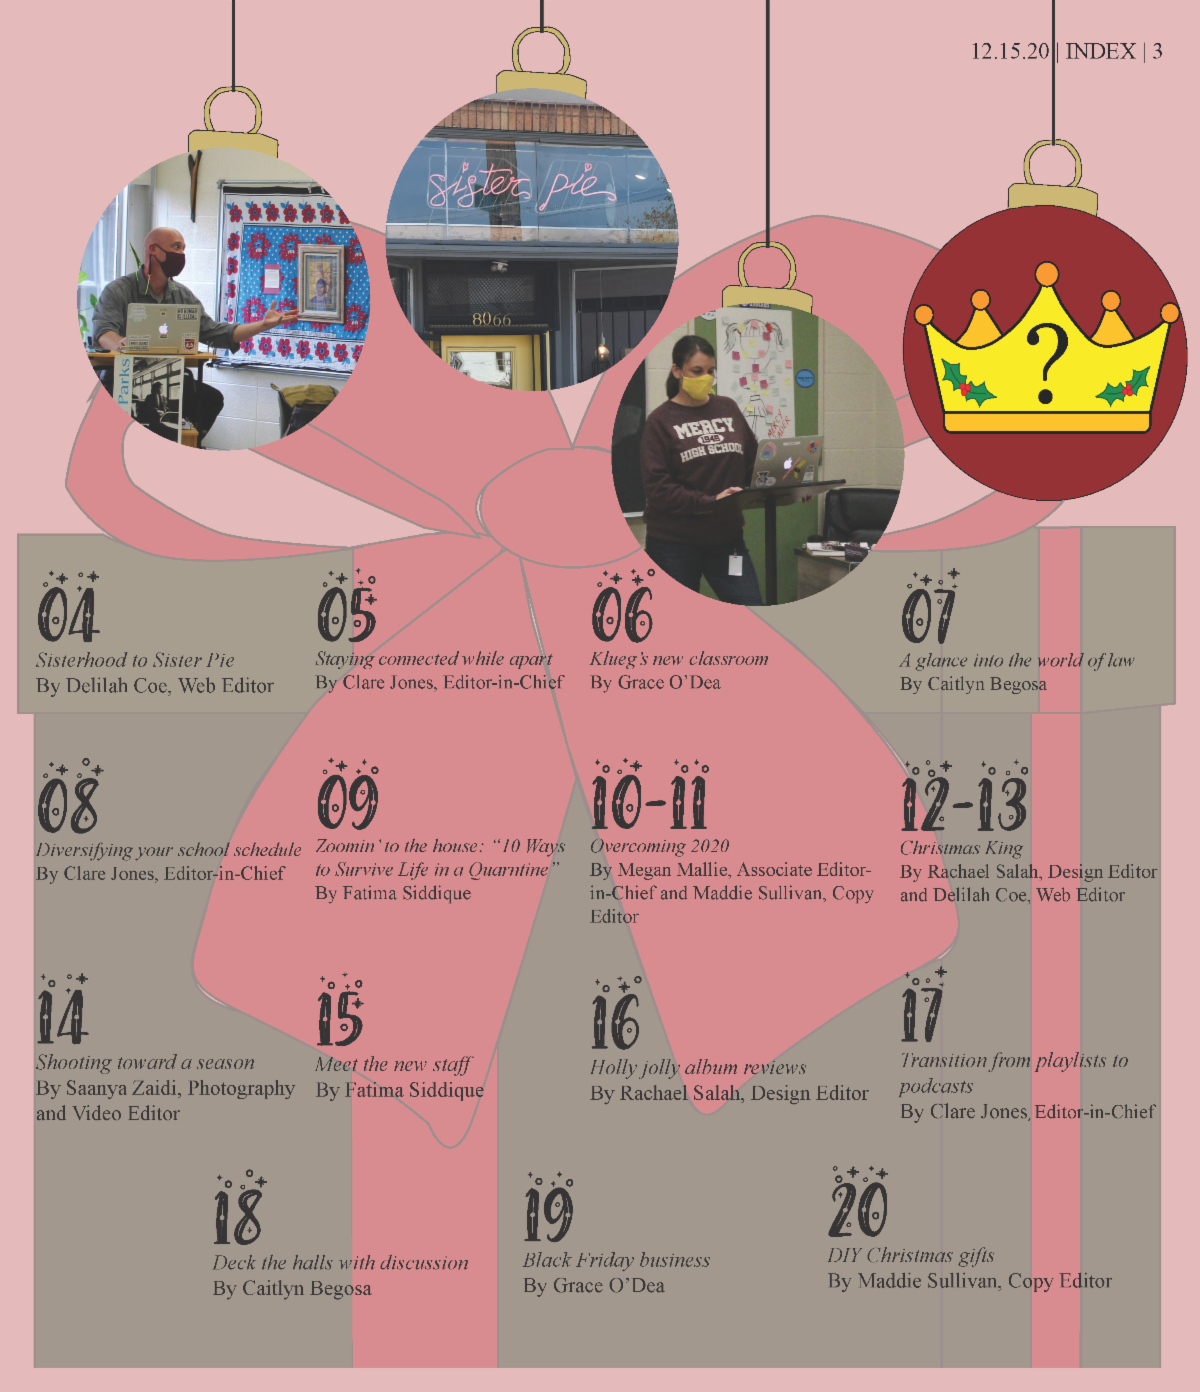 12.15.20 | INDEX | 3
sister pie
8066
Parks
MERCY
1945
HIGH SCHOOL
?
04
Sisterhood to Sister Pie
By Delilah Coe, Web Editor
05
Staying connected while apart
By Clare Jones, Editor-in-Chief
06
Klueg's new classroom
By Grace O'Dea
07
A glance into the world of law
By Caitlyn Begosa
08
Diversifying your school schedule
By Clare Jones, Editor-in-Chief
09
Zoomin' to the house: "10 Ways
to Survive Life in a Quarntine"
By Fatima Siddique
10-11
Overcoming 2020
By Megan Mallie, Associate Editor-
in-Chief and Maddie Sullivan, Copy
Editor
12-13
Christmas King
By Rachael Salah, Design Editor
and Delilah Coe, Web Editor
14
Shooting toward a season
By Saanya Zaidi, Photography
and Video Editor
15
Meet the new staff
By Fatima Siddique
16
Holly jolly album reviews
By Rachael Salah, Design Editor
17
Transition from playlists to
podcasts
By Clare Jones, Editor-in-Chief
18
Deck the halls with discussion
By Caitlyn Begosa
19
Black Friday business
By Grace O'Dea
20
DIY Christmas gifts
By Maddie Sullivan, Copy Editor